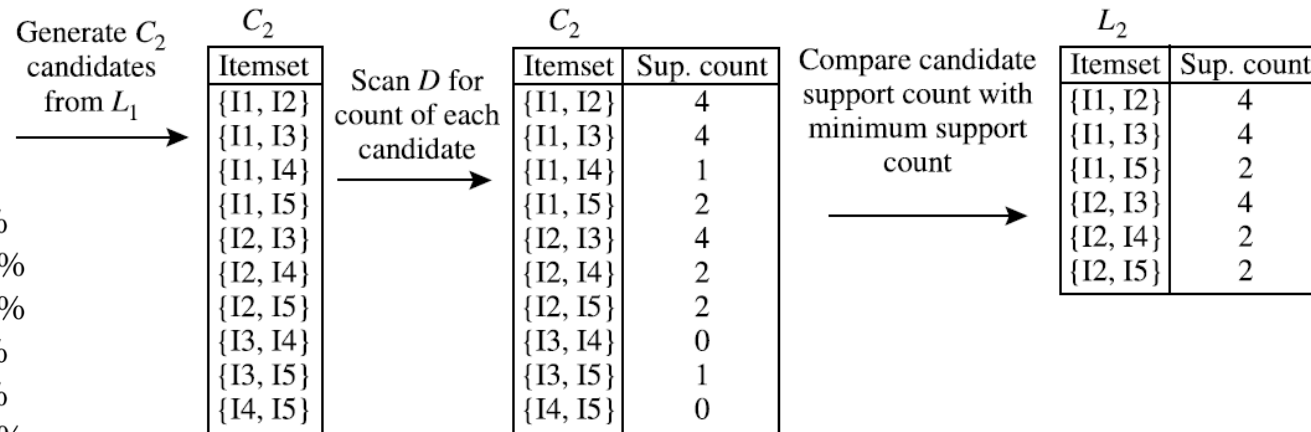 Generate C2
candidates
from L1
C2
Itemset
{I1, I2}
{I1, I3}
{I1, I4}
{I1, I5}
{I2, I3}
{I2, I4}
{I2, I5}
{I3, I4}
{I3, I5}
{I4, I5}
Scan D for
count of each
candidate
C2
Itemset Sup. count
{I1, I2} 4
{I1, I3} 4
{I1, I4} 1
{I1, I5} 2
{I2, I3} 4
{I2, I4} 2
{I2, I5} 2
{I3, I4} 0
{I3, I5} 1
{I4, I5} 0
Compare candidate
support count with
minimum support
count
L2
Itemset Sup. count
{I1, I2} 4
{I1, I3} 4
{I1, I5} 2
{I2, I3} 4
{I2, I4} 2
{I2, I5} 2
%
%
%
%
%
%